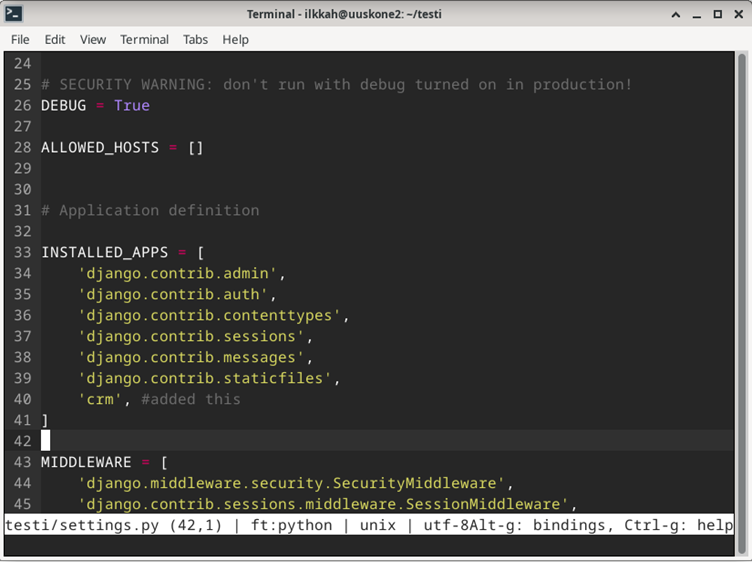 Terminal - ilkkah@uuskone2: ~/testi
File Edit View Terminal Tabs Help
24
25 # SECURITY WARNING: don't run with debug turned on in production!
26 DEBUG = True
27
28 ALLOWED_HOSTS = []
29
30
31 # Application definition
32
33 INSTALLED_APPS = [
34     'django.contrib.admin',
35     'django.contrib.auth',
36     'django.contrib.contenttypes',
37     'django.contrib.sessions',
38     'django.contrib.messages',
39     'django.contrib.staticfiles',
40     'crm', #added this
41 ]
42
43 MIDDLEWARE = [
44     'django.middleware.security.SecurityMiddleware',
45     'django.contrib.sessions.middleware.SessionMiddleware',
testi/settings.py (42,1) | ft:python | unix | utf-8Alt-g: bindings, Ctrl-g: help